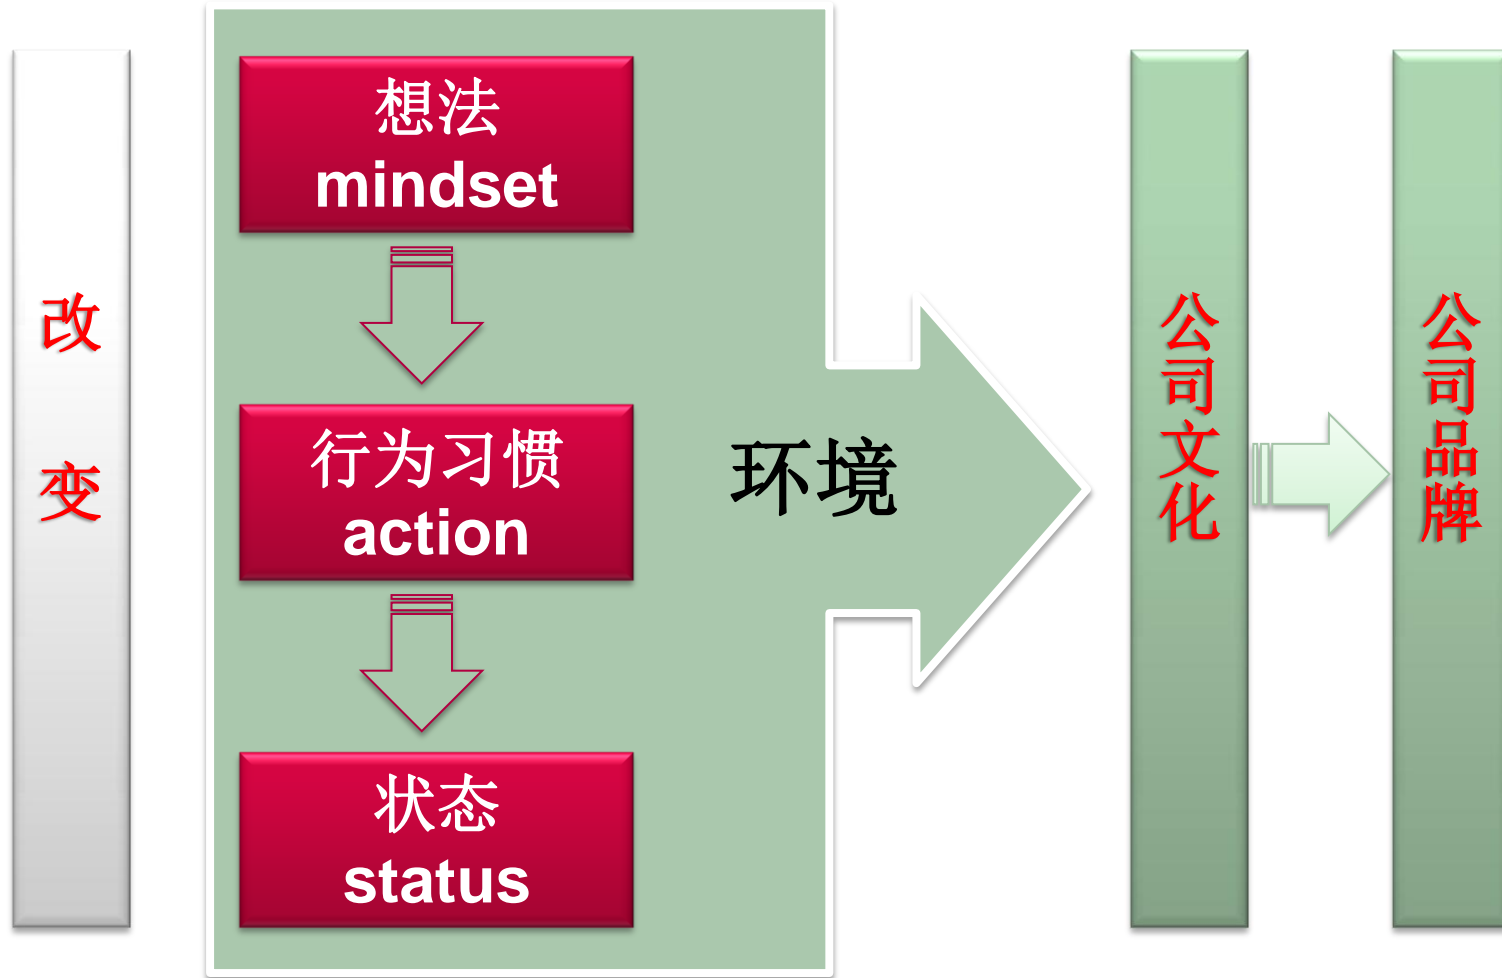 改
变
想法
mindset
行为习惯
action
状态
status
环境
公司文化
公司品牌